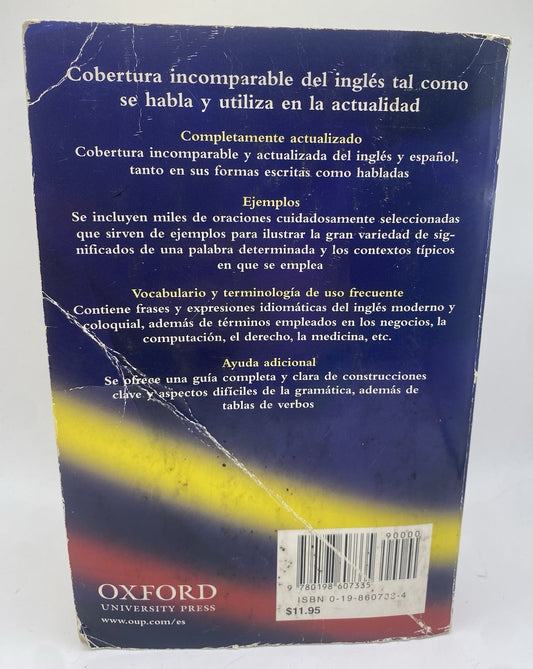 Cobertura incomparable del inglés tal como
se habla y utiliza en la actualidad
Completamente actualizado
Cobertura incomparable y actualizada del inglés y español,
tanto en sus formas escritas como habladas
Ejemplos
Se incluyen miles de oraciones cuidadosamente seleccionadas
que sirven de ejemplos para ilustrar la gran variedad de sig-
nificados de una palabra determinada y los contextos típicos
en que se emplea
Vocabulario y terminología de uso frecuente
Contiene frases y expresiones idiomáticas del inglés moderno y
coloquial, además de términos empleados en los negocios, la
computación, el derecho, la medicina, etc.
Ayuda adicional
Se ofrece una guía completa y clara de construcciones
clave y aspectos difíciles de la gramática, además de
tablas de verbos
90000
9 780198 607335
ISBN 0-19-860733-4
$11.95
OXFORD
UNIVERSITY PRESS
www.oup.com/es